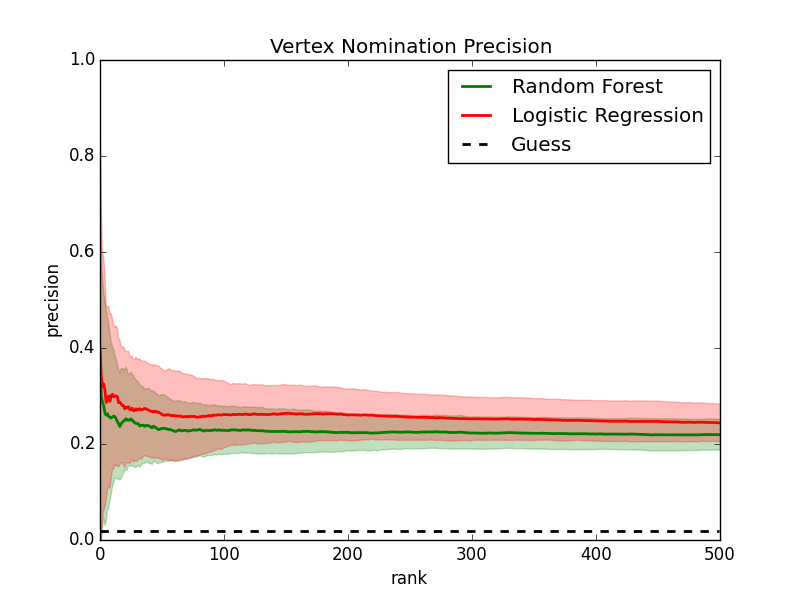 Vertex Nomination Precision
1.0
0.8
0.6
0.4
0.2
0.0
precision
Random Forest
Logistic Regression
Guess
0 100 200 300 400 500
rank